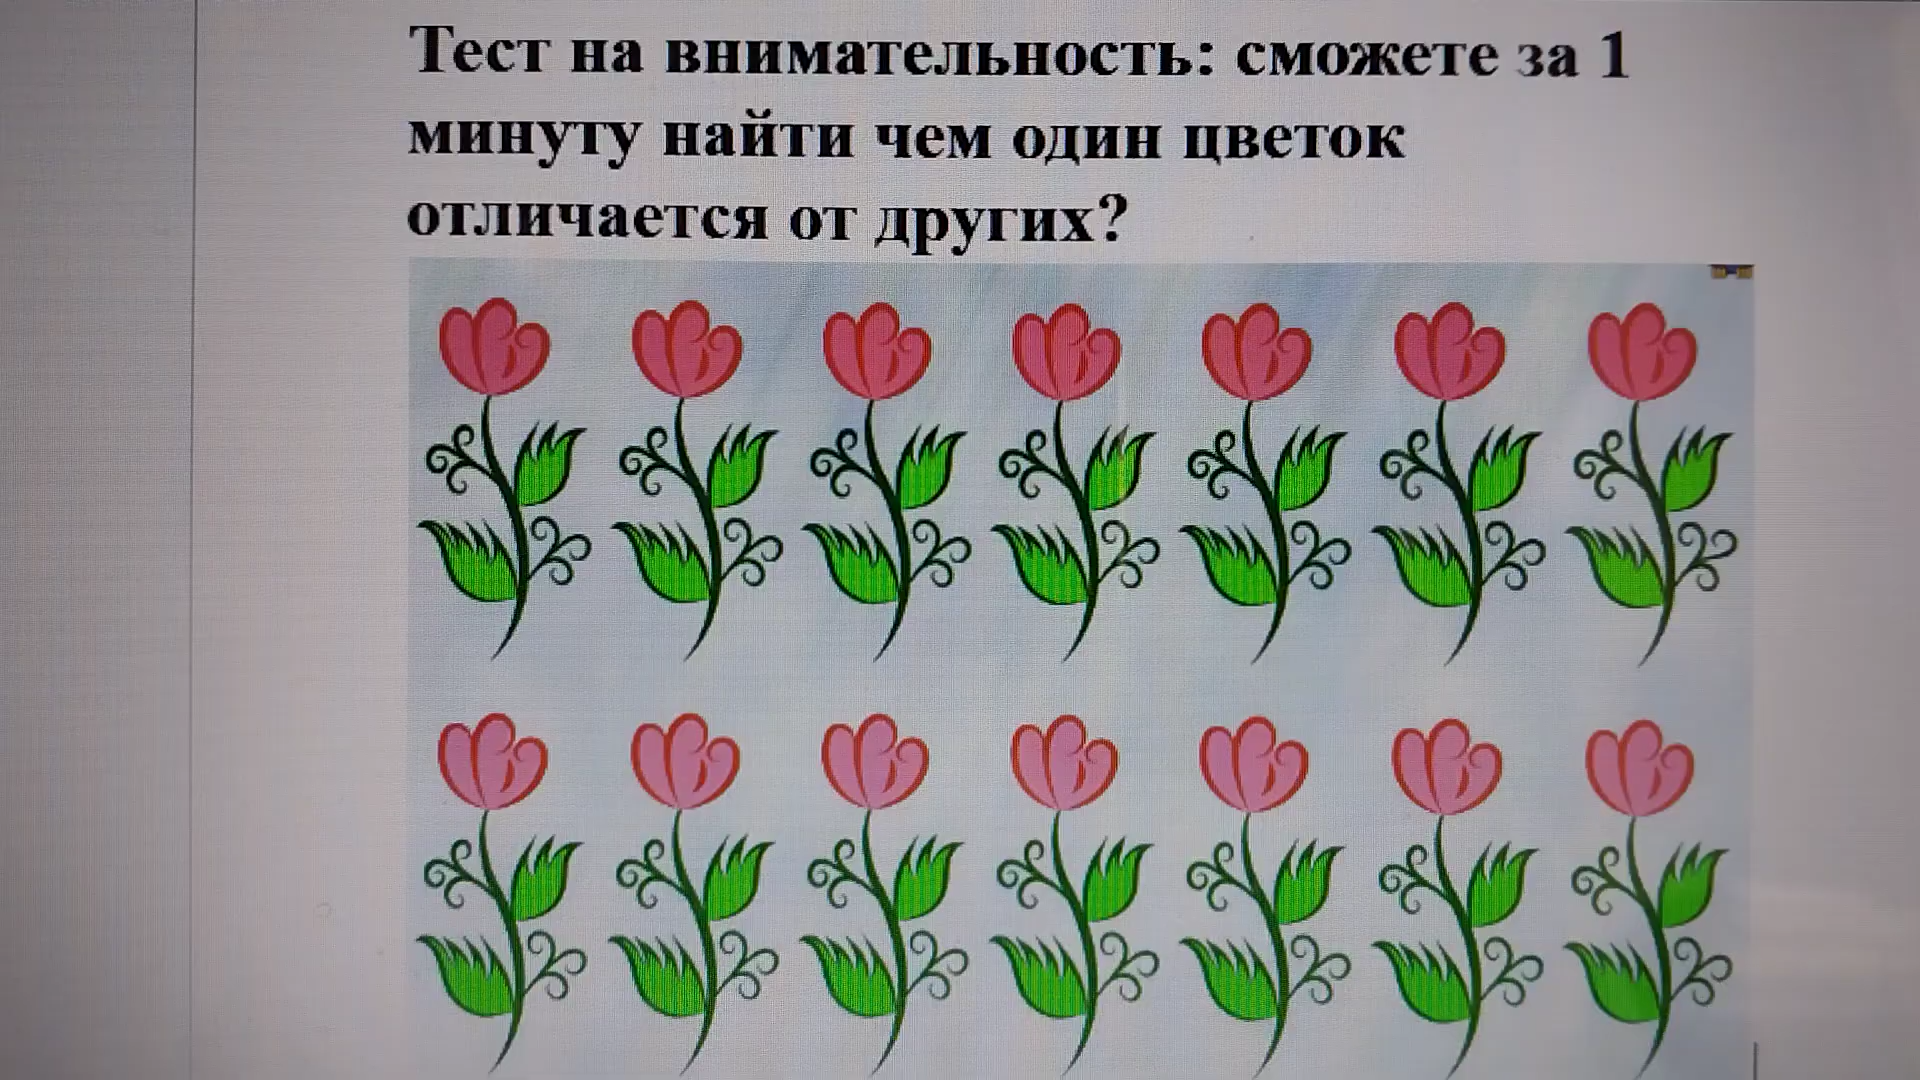 Тест на внимательность: сможете за 1
минуту найти чем один цветок
отличается от других?